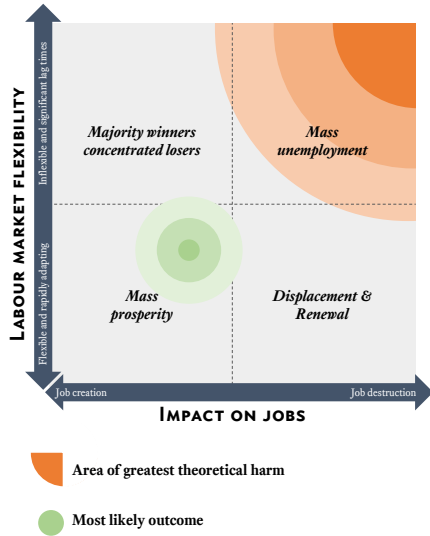 LABOUR MARKET FLEXIBILITY
Inflexible and significant lag times
Flexible and rapidly adapting
Majority winners
concentrated losers
Mass
unemployment
Mass
prosperity
Displacement &
Renewal
Job creation
Job destruction
IMPACT ON JOBS
Area of greatest theoretical harm
Most likely outcome